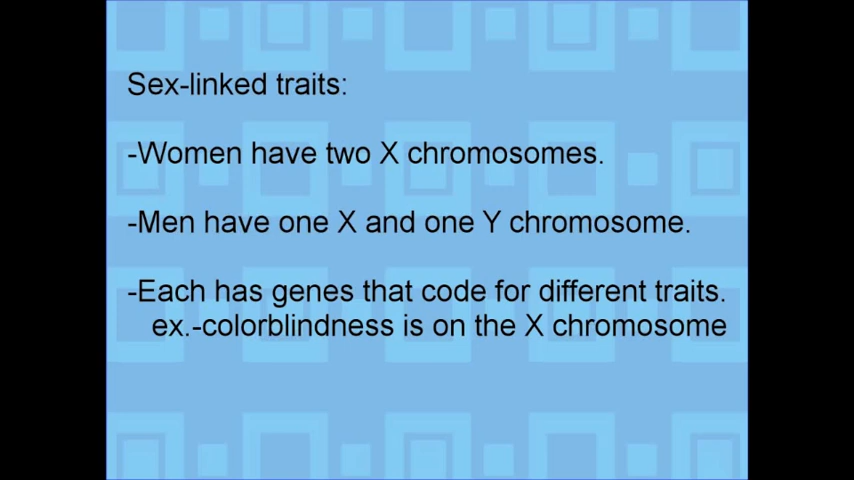 Sex-linked traits:
-Women have two X chromosomes.
-Men have one X and one Y chromosome.
-Each has genes that code for different traits.
ex.-colorblindness is on the X chromosome